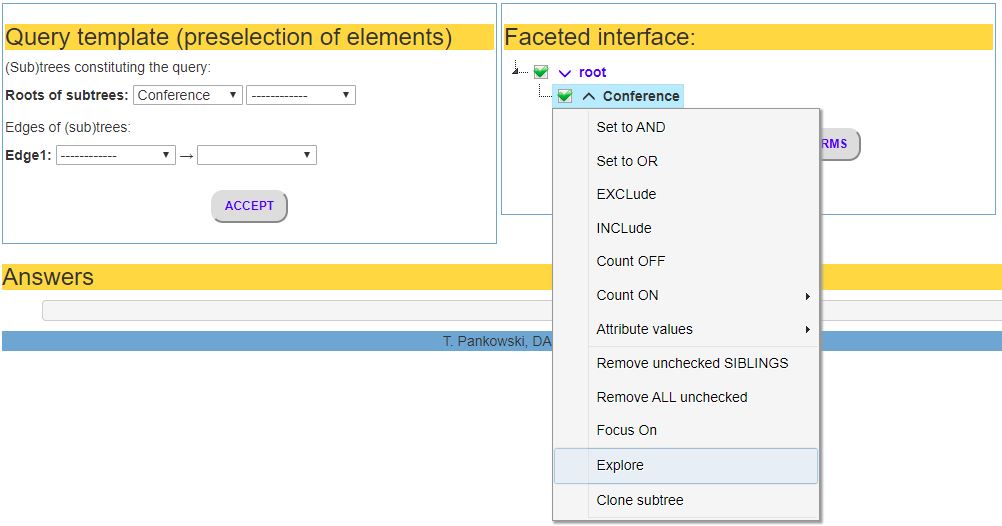 Query template (preselection of elements)
(Sub)trees constituting the query:
Roots of subtrees: Conference ------------
Edges of (sub)trees:
Edge1: ------------ →
ACCEPT
Faceted interface:
root
Conference
RMS
Set to AND
Set to OR
EXCLude
INCLude
Count OFF
Count ON
Attribute values
Remove unchecked SIBLINGS
Remove ALL unchecked
Focus On
Explore
Clone subtree
Answers
T. Pankowski, DA